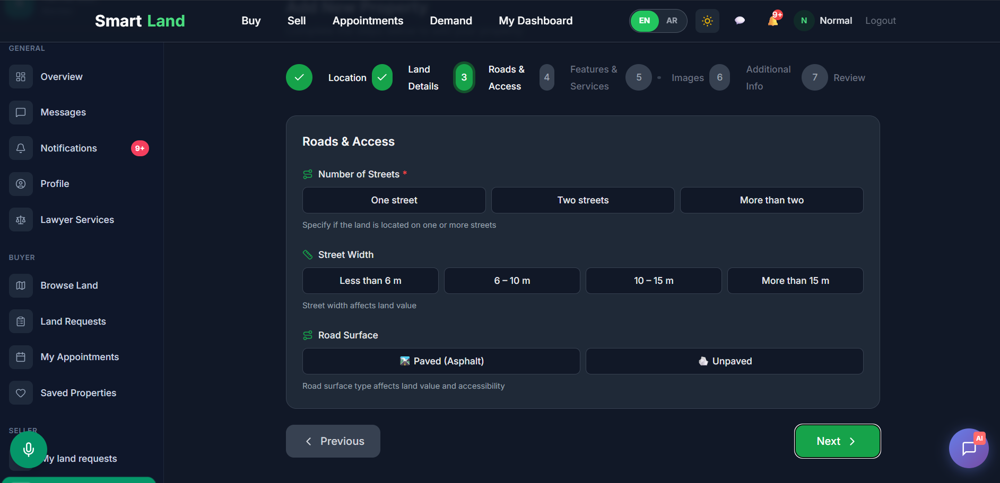 Smart Land
Buy
Sell
Appointments
Demand
My Dashboard
EN
AR
9+
N
Normal
Logout
GENERAL
Overview
Messages
Notifications
9+
Profile
Lawyer Services
BUYER
Browse Land
Land Requests
My Appointments
Saved Properties
SELLER
My land requests
Add New Property
Location
Land
Details
3
Roads &
Access
4
Features &
Services
5
Images
6
Additional
Info
7
Review
Roads & Access
Number of Streets *
One street
Two streets
More than two
Specify if the land is located on one or more streets
Street Width
Less than 6 m
6 – 10 m
10 – 15 m
More than 15 m
Street width affects land value
Road Surface
Paved (Asphalt)
Unpaved
Road surface type affects land value and accessibility
Previous
Next
AI